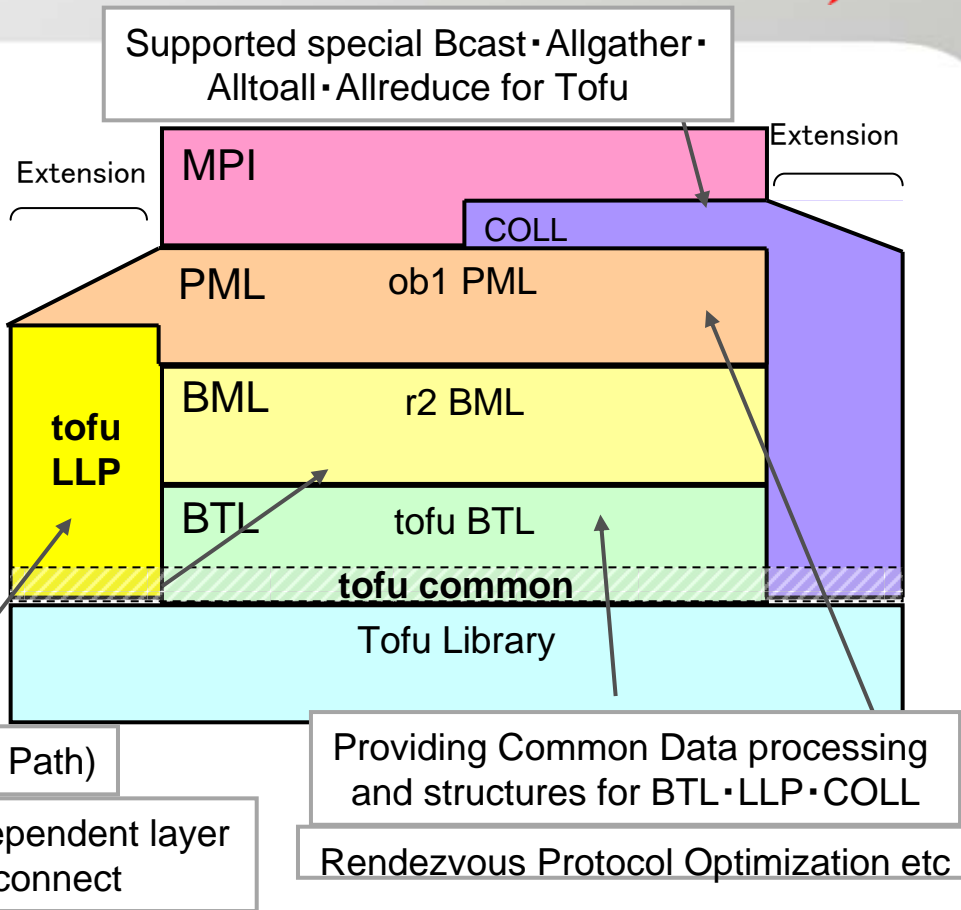 Supported special Bcast・Allgather・
Alltoall・Allreduce for Tofu
Extension
Extension
MPI
COLL
PML ob1 PML
BML r2 BML
tofu
LLP
BTL tofu BTL
tofu common
Tofu Library
Path)
Providing Common Data processing
and structures for BTL・LLP・COLL
ependent layer
connect
Rendezvous Protocol Optimization etc